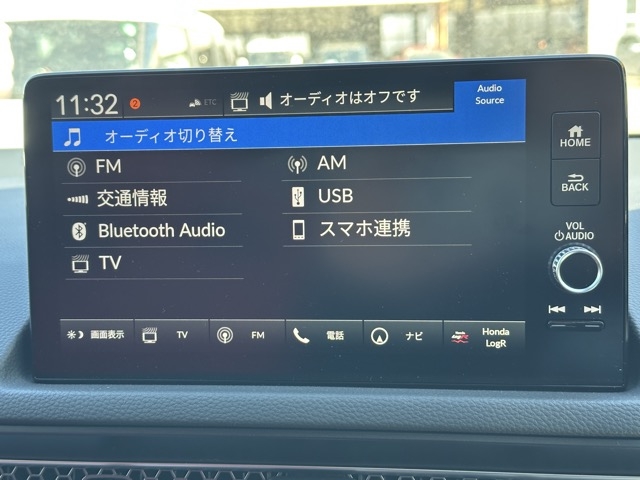 11:32
2
ETC
オーディオはオフです
Audio
Source
オーディオ切り替え
FM
AM
交通情報
USB
Bluetooth Audio
スマホ連携
TV
画面表示
TV
FM
電話
ナビ
Honda
LogR
HOME
BACK
VOL
AUDIO